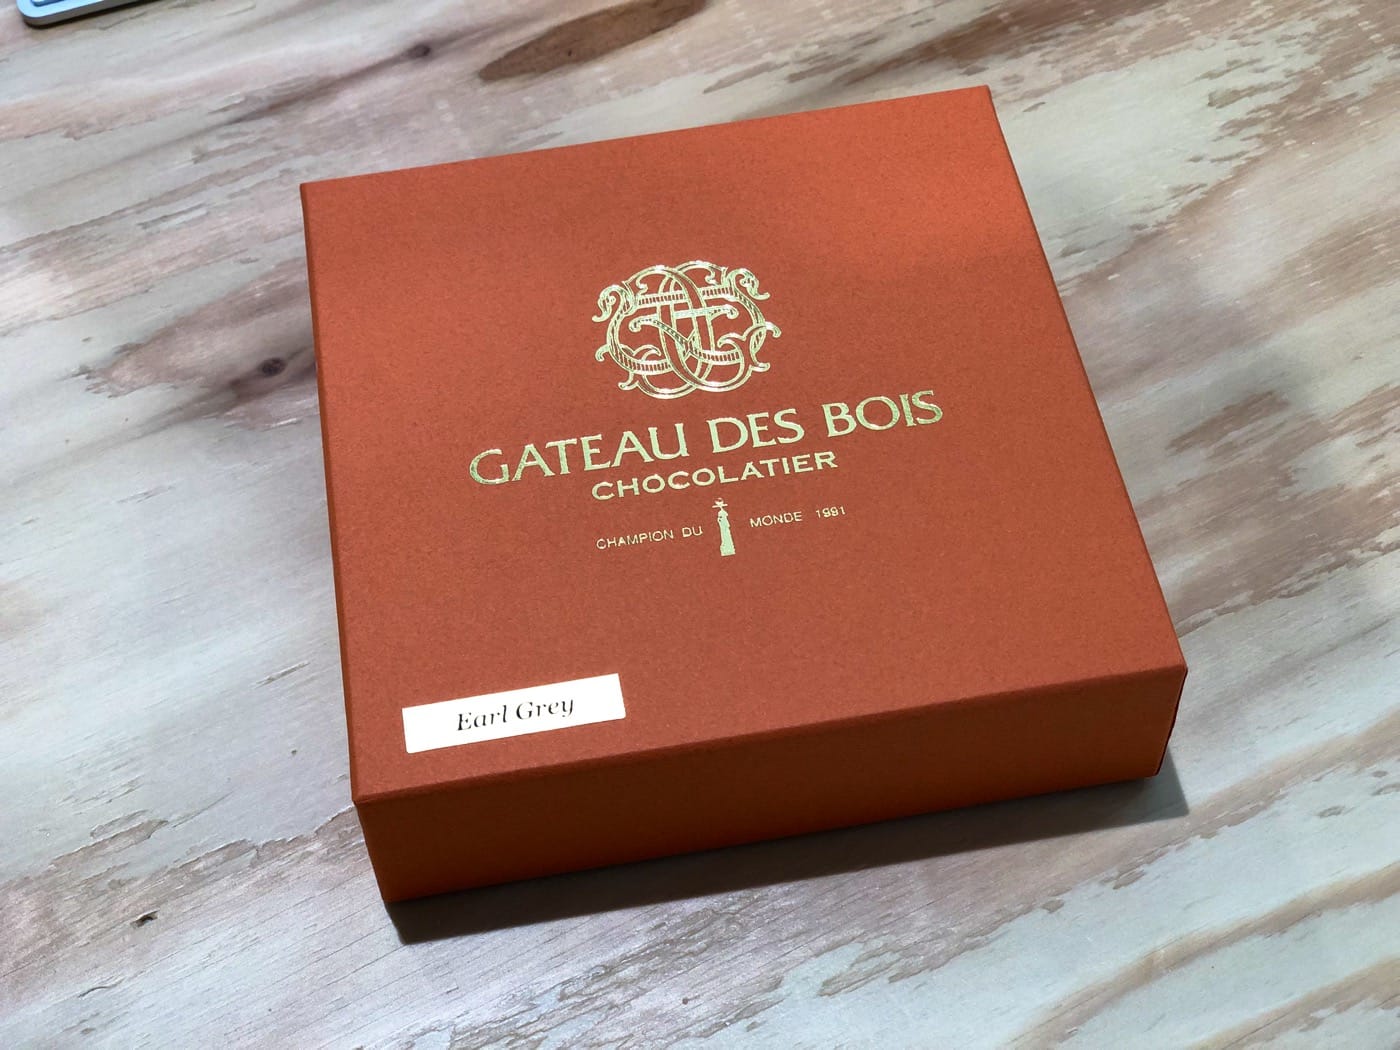 GATEAU DES BOIS
CHOCOLATIER
CHAMPION DU MONDE 1991
Earl Grey